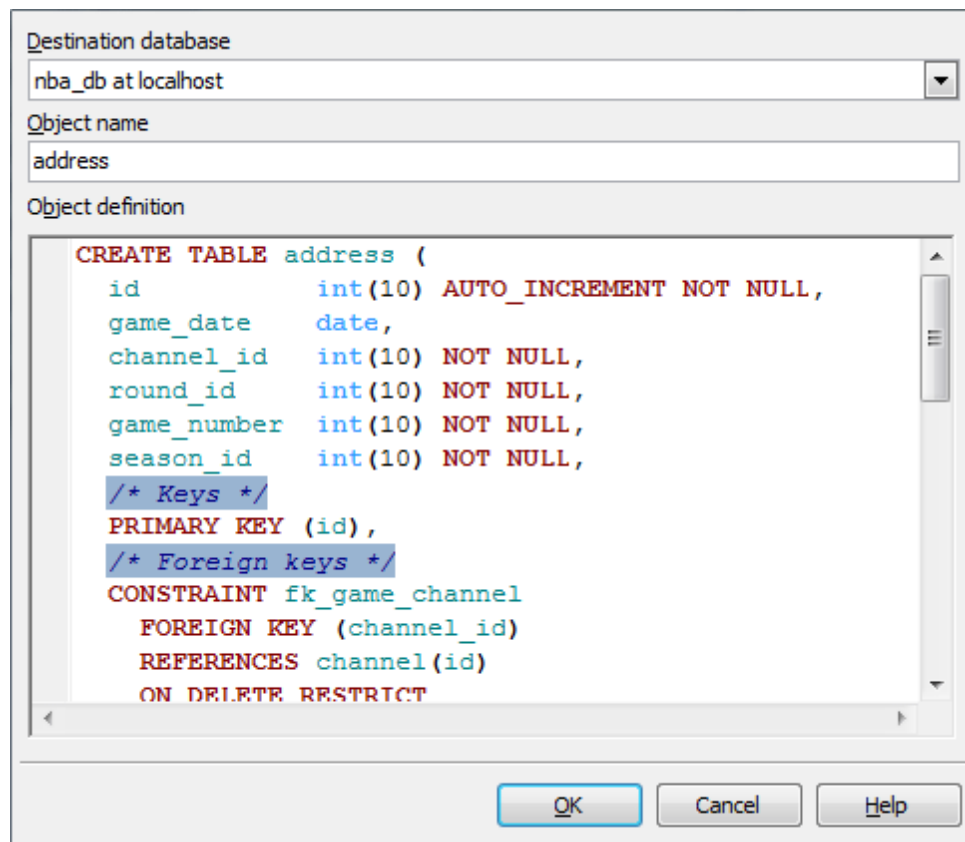 Destination database
nba_db at localhost
Object name
address
Object definition
CREATE TABLE address (
id int(10) AUTO_INCREMENT NOT NULL,
game_date date,
channel_id int(10) NOT NULL,
round_id int(10) NOT NULL,
game_number int(10) NOT NULL,
season_id int(10) NOT NULL,
/* Keys */
PRIMARY KEY (id),
/* Foreign keys */
CONSTRAINT fk_game_channel
FOREIGN KEY (channel_id)
REFERENCES channel(id)
ON DELETE RESTRICT
OK Cancel Help